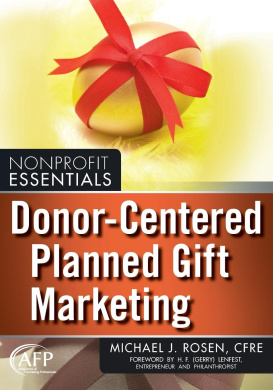 NONPROFIT
ESSENTIALS
Donor-Centered
Planned Gift
Marketing
MICHAEL J. ROSEN, CFRE
FOREWORD BY H. F. (GERRY) LENFEST,
ENTREPRENEUR AND PHILANTHROPIST
AFP